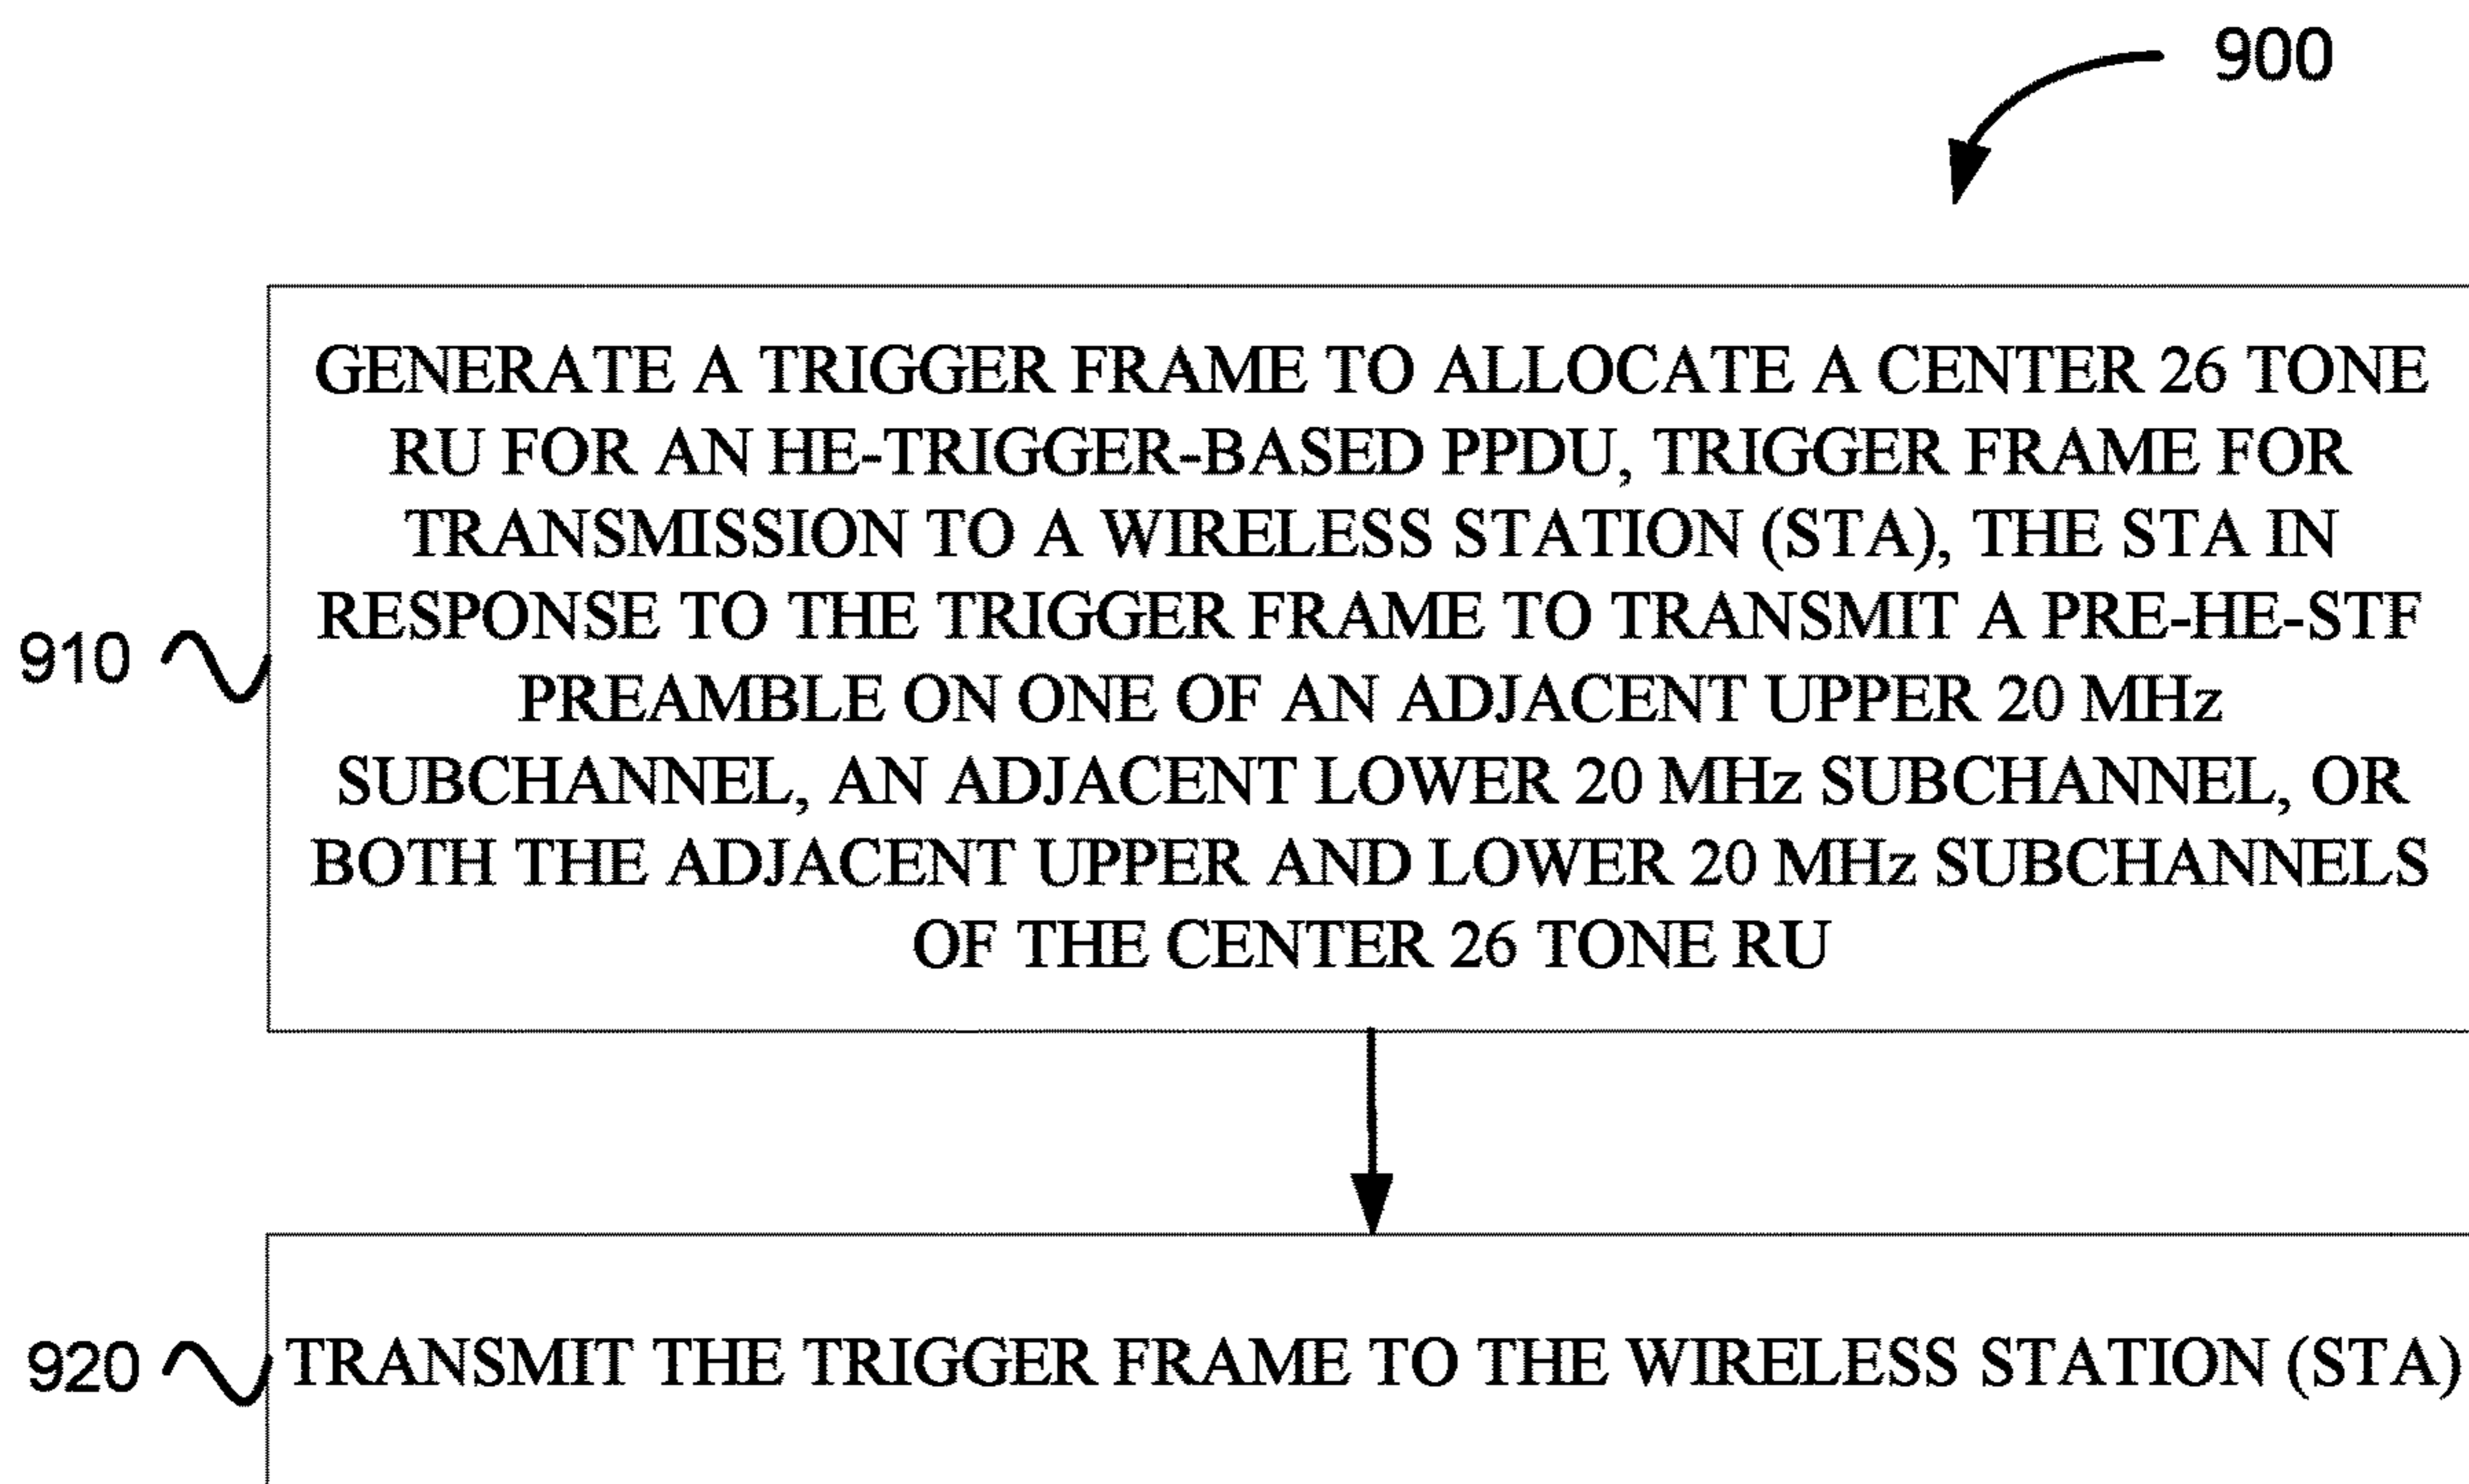 900
GENERATE A TRIGGER FRAME TO ALLOCATE A CENTER 26 TONE
RU FOR AN HE-TRIGGER-BASED PPDU, TRIGGER FRAME FOR
TRANSMISSION TO A WIRELESS STATION (STA), THE STA IN
RESPONSE TO THE TRIGGER FRAME TO TRANSMIT A PRE-HE-STF
910
PREAMBLE ON ONE OF AN ADJACENT UPPER 20 MHz
SUBCHANNEL, AN ADJACENT LOWER 20 MHz SUBCHANNEL, OR
BOTH THE ADJACENT UPPER AND LOWER 20 MHz SUBCHANNELS
OF THE CENTER 26 TONE RU
920
TRANSMIT THE TRIGGER FRAME TO THE WIRELESS STATION (STA)